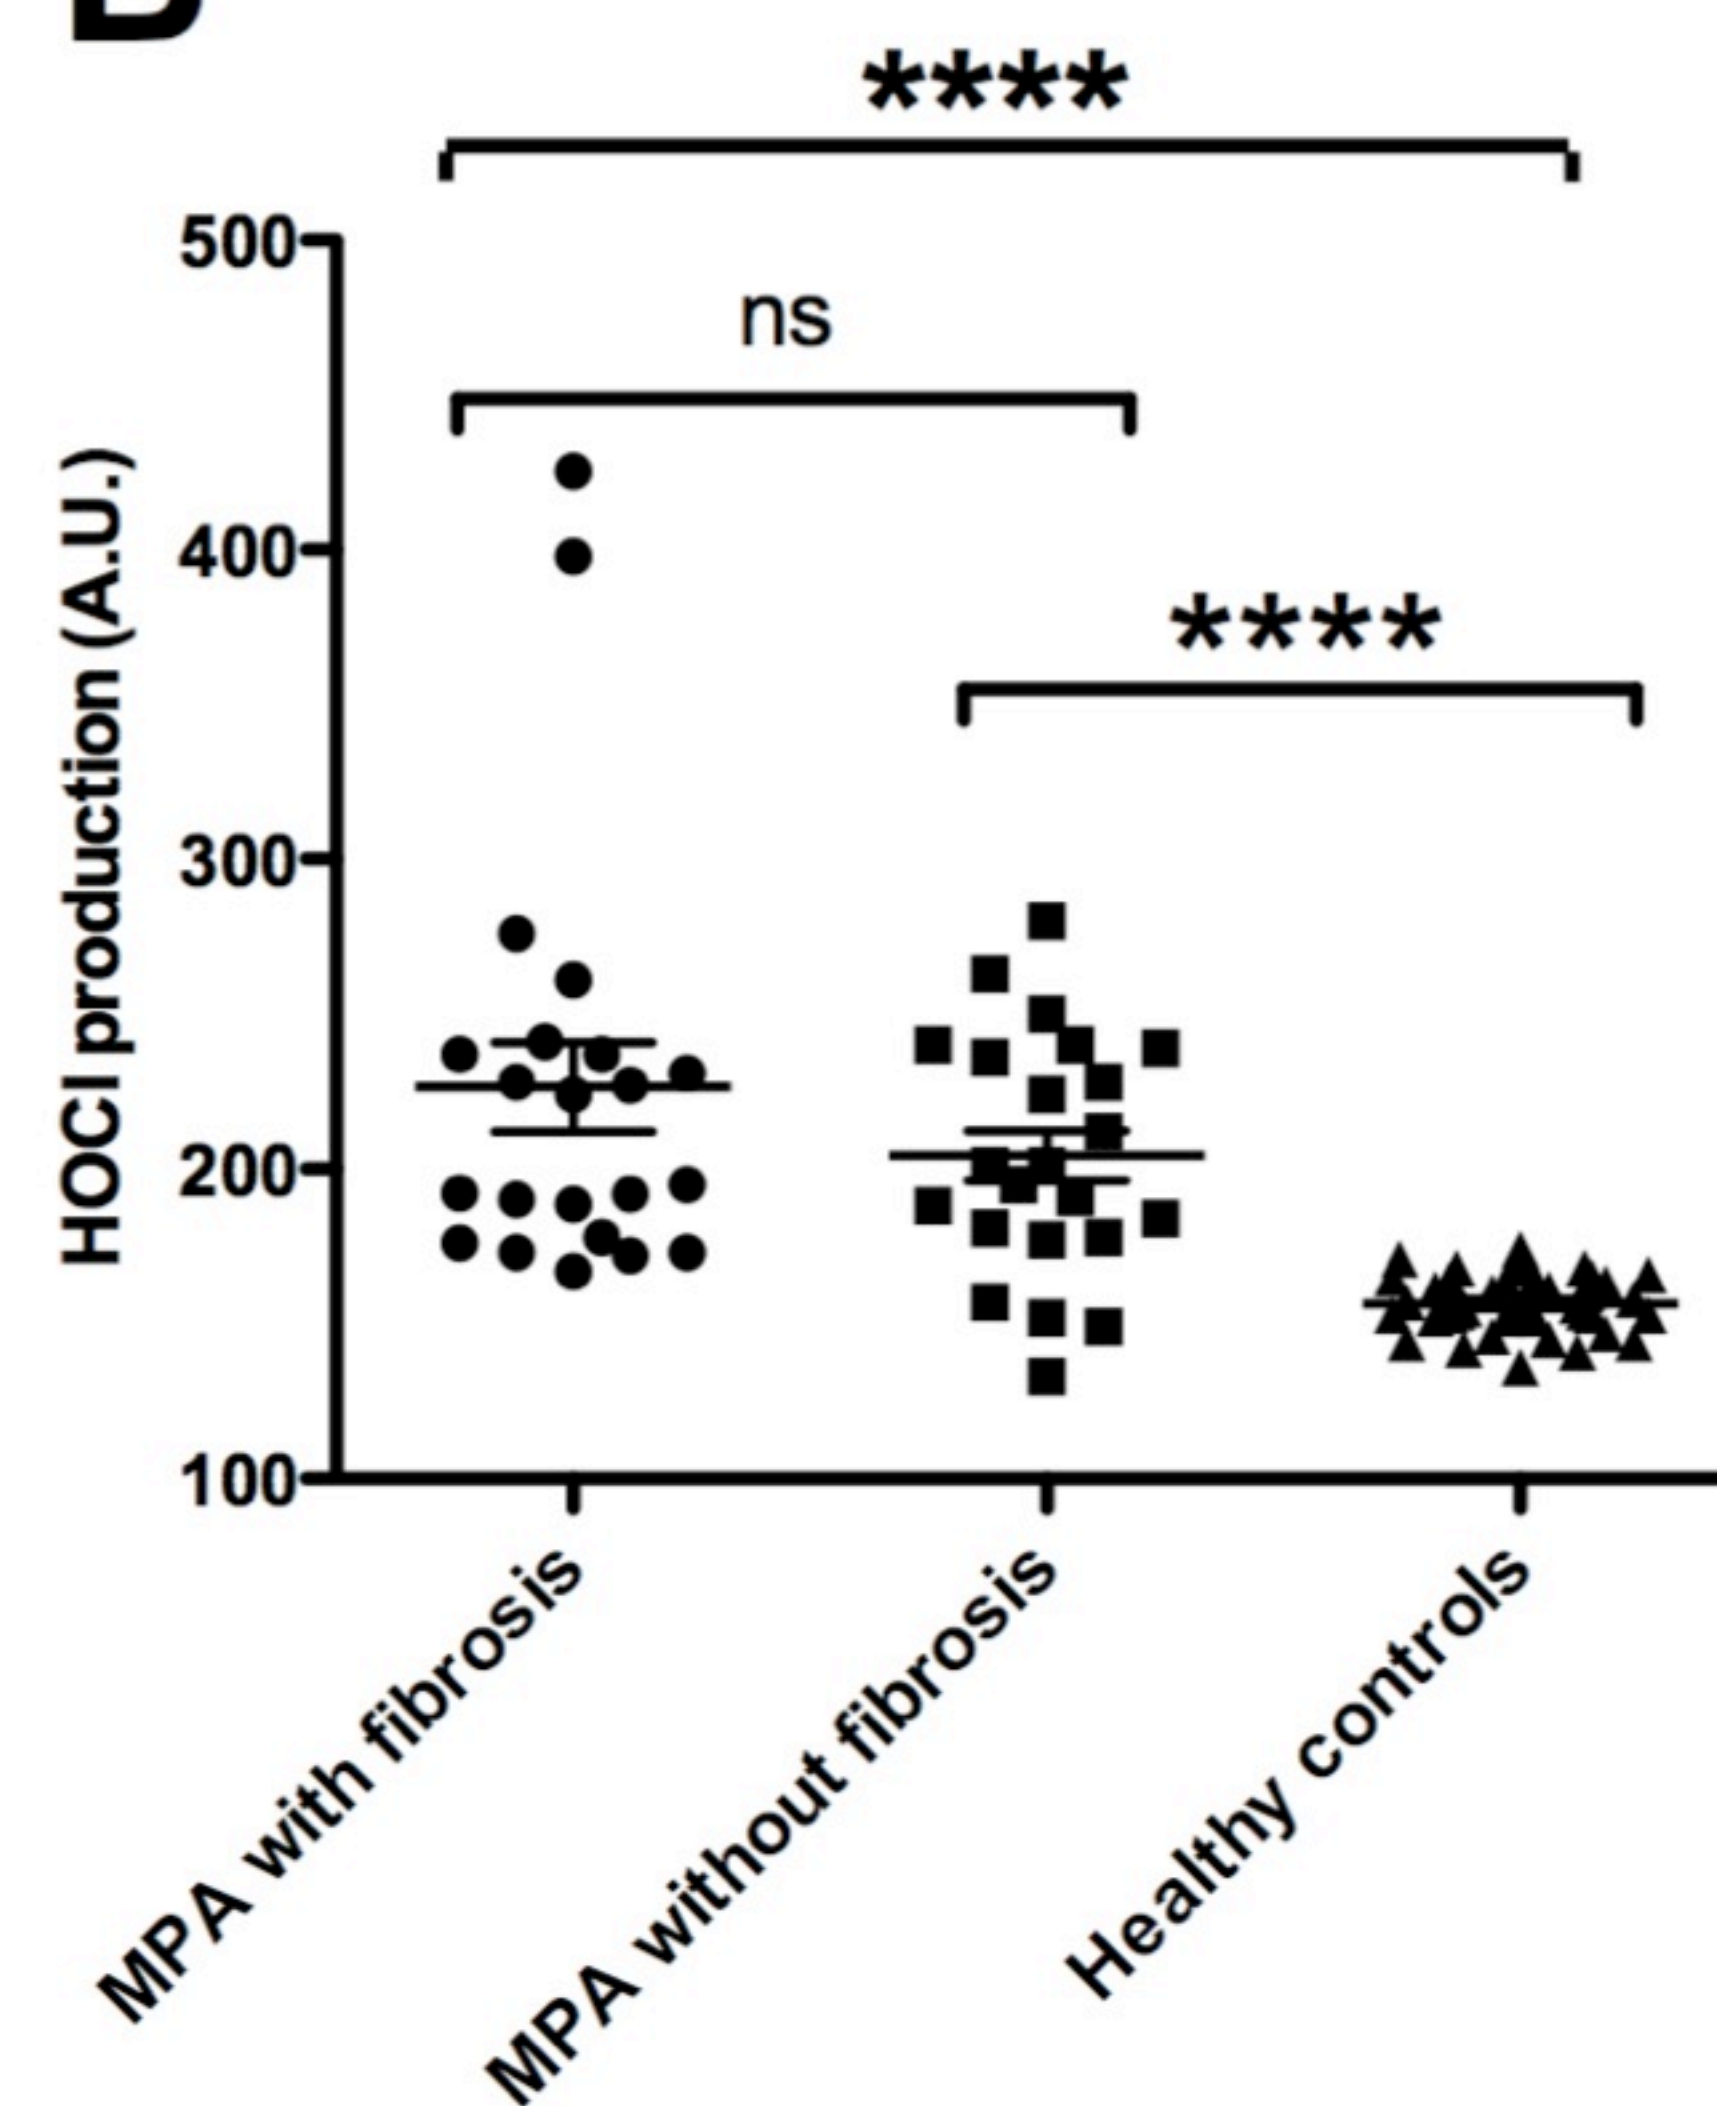 ****
500
ns
400
****
300
200
100
HOCl production (A.U.)
MPA with fibrosis
MPA without fibrosis
Healthy controls